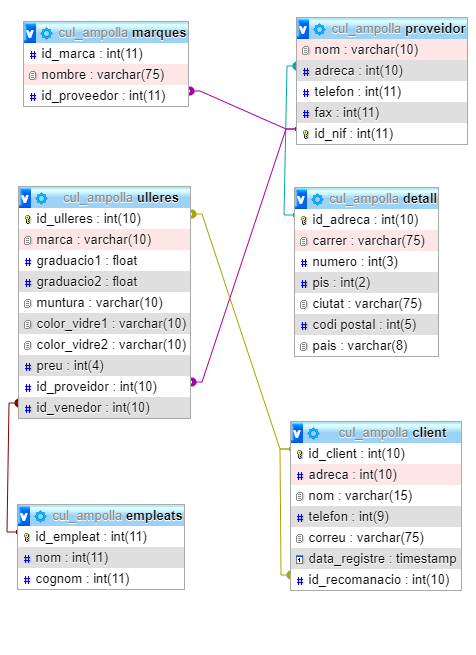 cul_ampolla marques
id_marca : int(11)
nombre : varchar(75)
id_proveedor : int(11)
cul_ampolla proveidor
nom : varchar(10)
adreca : int(10)
telefon : int(11)
fax : int(11)
id_nif : int(11)
cul_ampolla ulleres
id_ulleres : int(10)
marca : varchar(10)
graduacio1 : float
graduacio2 : float
muntura : varchar(10)
color_vidre1 : varchar(10)
color_vidre2 : varchar(10)
preu : int(4)
id_proveidor : int(10)
id_venedor : int(10)
cul_ampolla detall
id_adreca : int(10)
carrer : varchar(75)
numero : int(3)
pis : int(2)
ciutat : varchar(75)
codi postal : int(5)
pais : varchar(8)
cul_ampolla client
id_client : int(10)
adreca : int(10)
nom : varchar(15)
telefon : int(9)
correu : varchar(75)
data_registre : timestamp
id_recomanacio : int(10)
cul_ampolla empleats
id_empleat : int(11)
nom : int(11)
cognom : int(11)